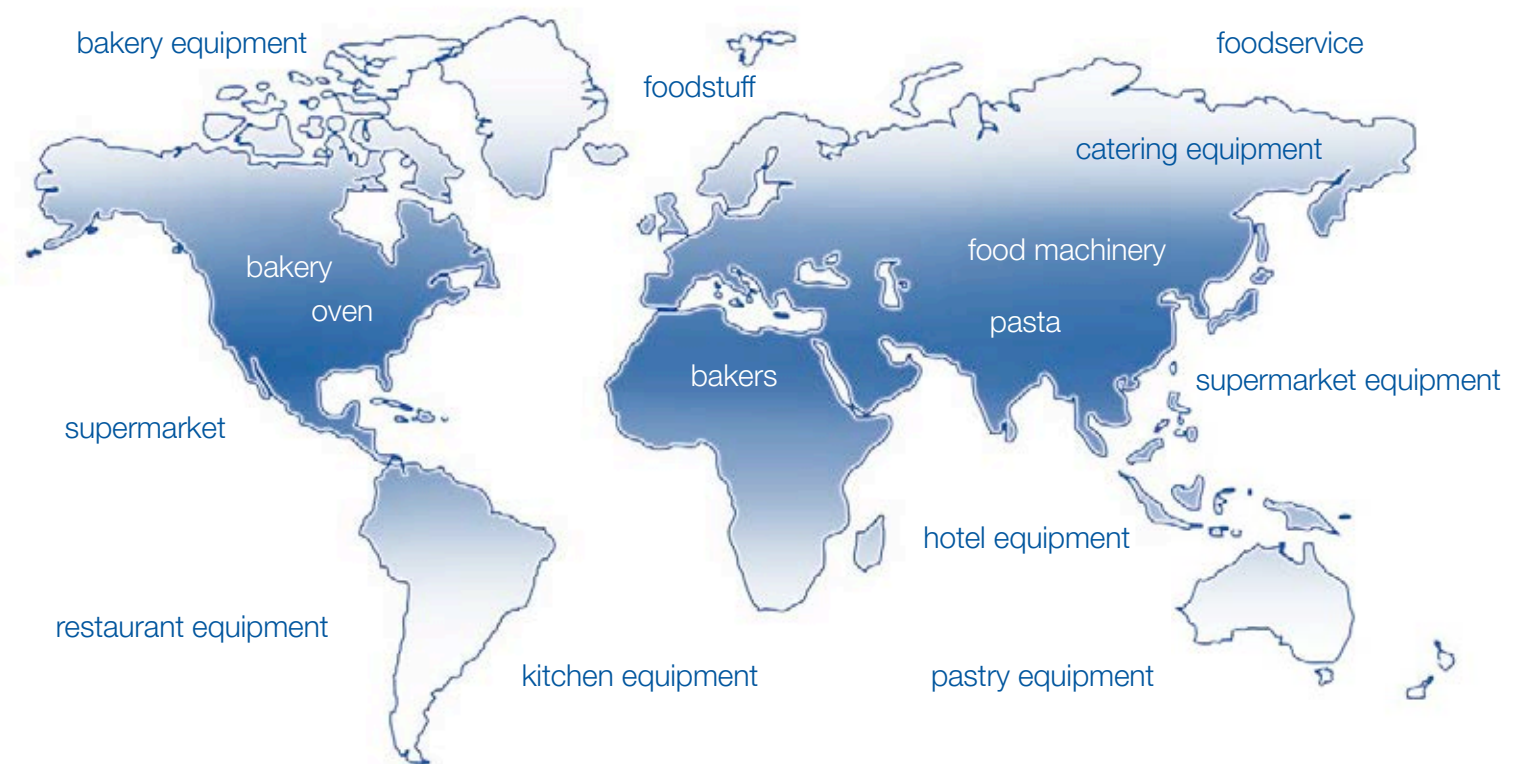 bakery equipment
foodservice
foodstuff
catering equipment
bakery
food machinery
oven
pasta
bakers
supermarket equipment
supermarket
hotel equipment
restaurant equipment
kitchen equipment
pastry equipment